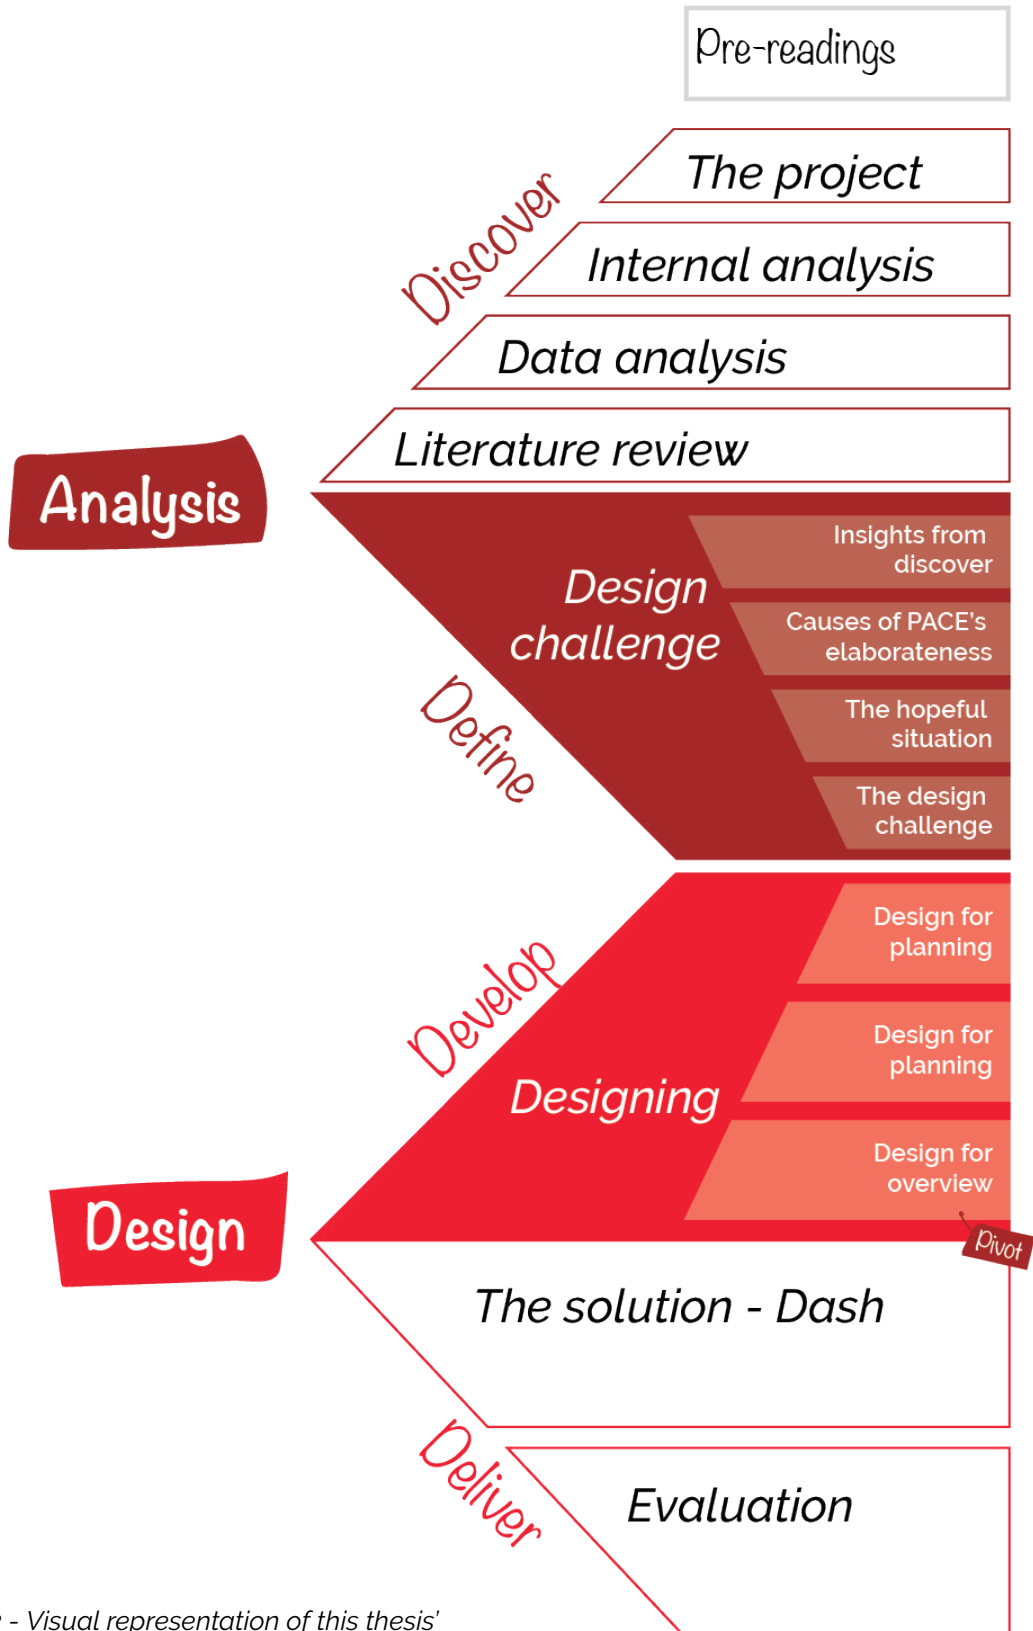 Pre-readings
The project
Discover
Internal analysis
Data analysis
Literature review
Analysis
Design
challenge
Insights from
discover
Causes of PACE's
elaborateness
The hopeful
situation
The design
challenge
Define
Develop
Designing
Design for
planning
Design for
planning
Design for
overview
Pivot
Design
The solution - Dash
Deliver
Evaluation
- Visual representation of this thesis'